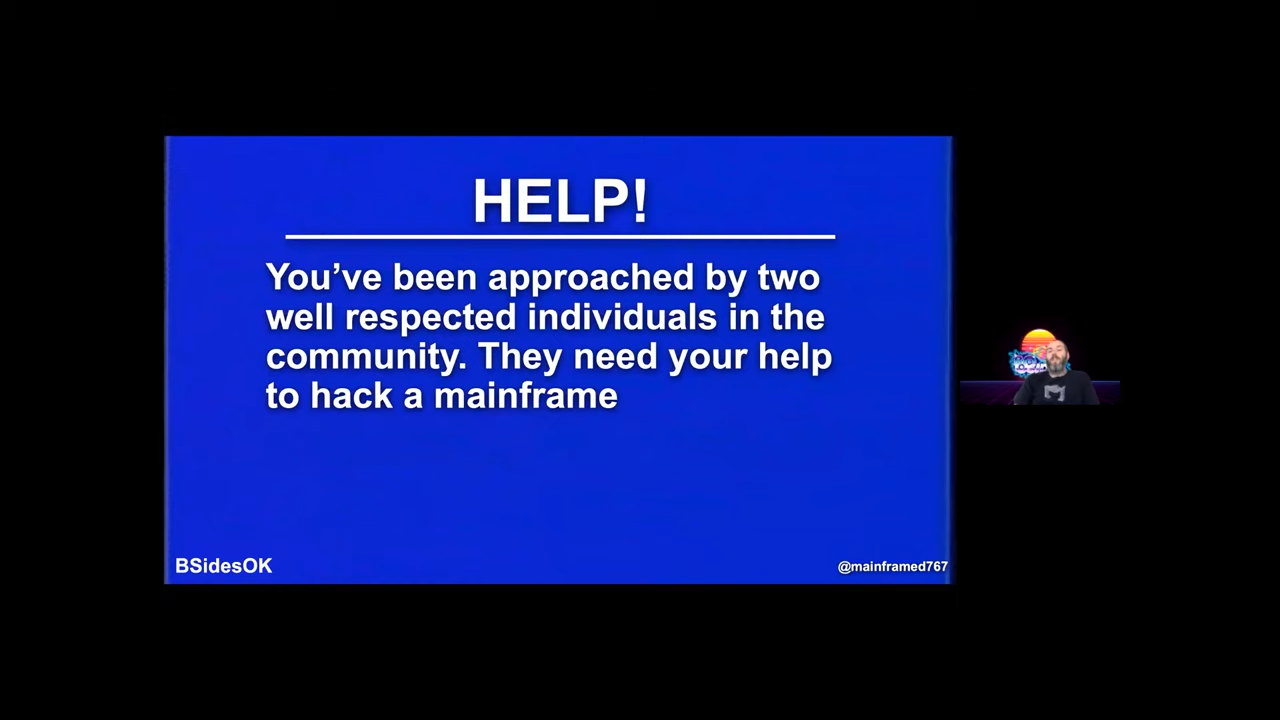 HELP!
You’ve been approached by two
well respected individuals in the
community. They need your help
to hack a mainframe
BSidesOK
@mainframed767